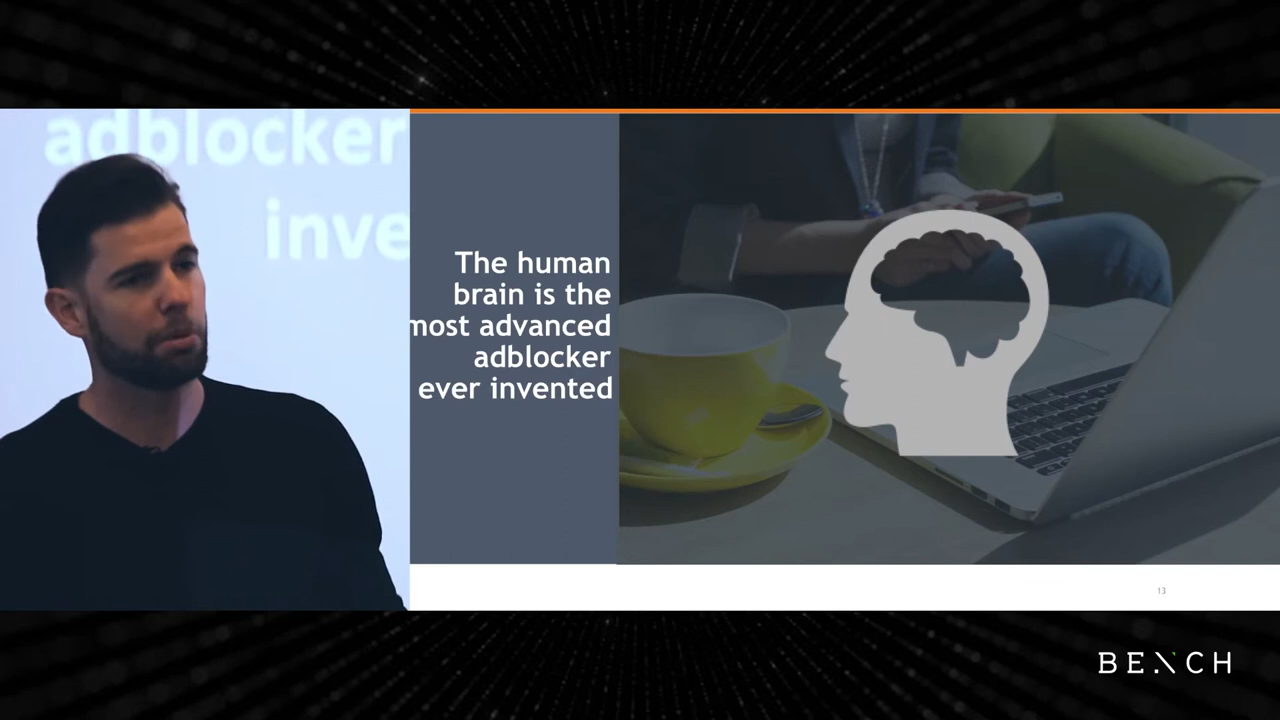 adblocker
inve
The human
brain is the
most advanced
adblocker
ever invented
13
BENCH